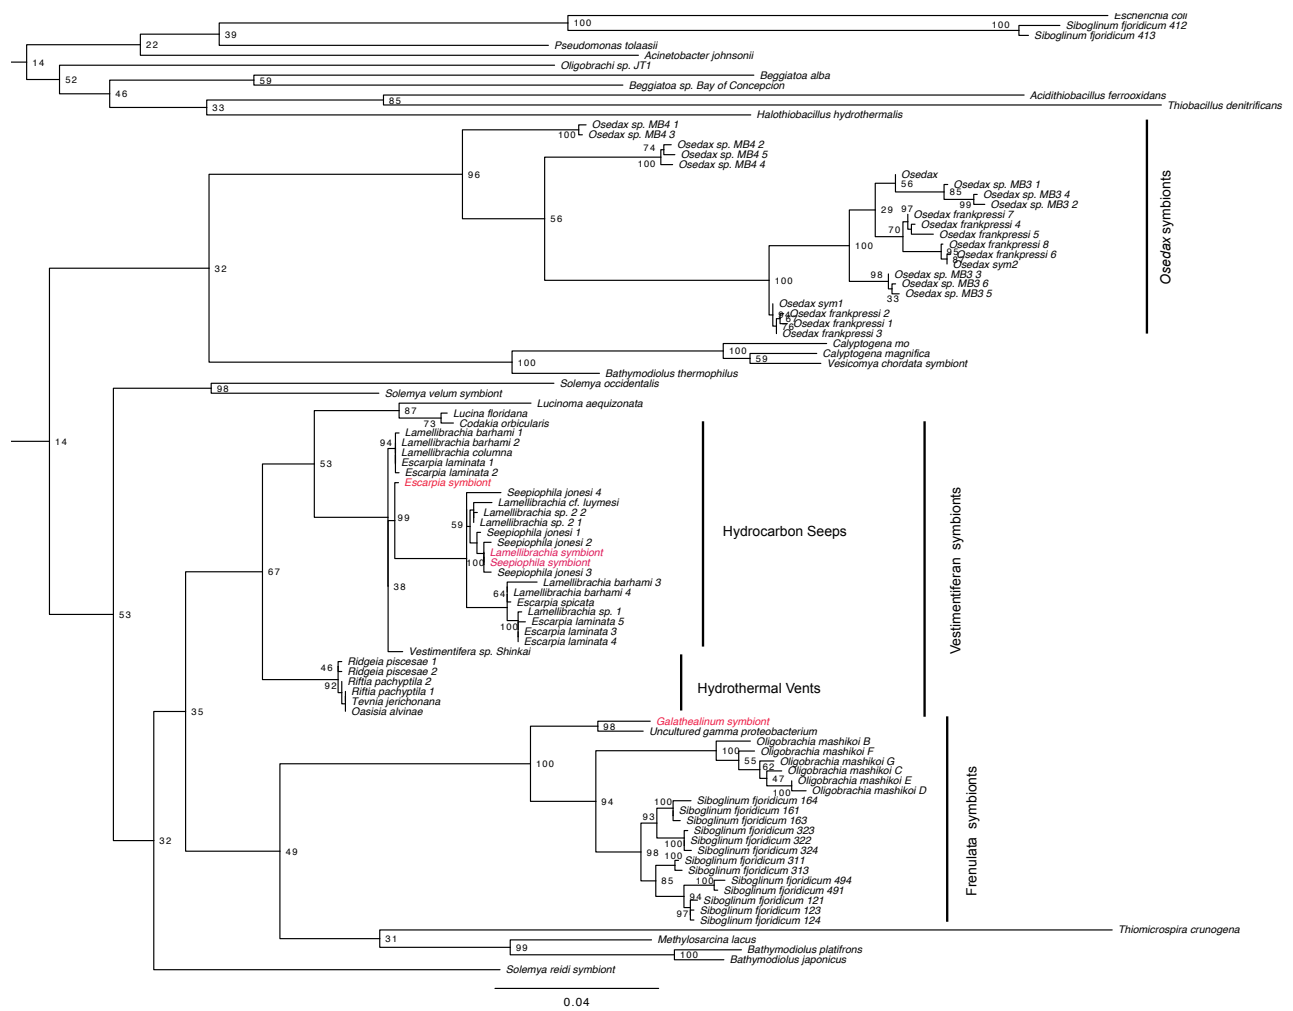 Escherichia coli
100
100
Siboglinum fjoridicum 412
Siboglinum fjoridicum 413
39
22
Pseudomonas tolaasii
14
Acinetobacter johnsonii
Oligobrachi sp. JT1
52
Beggiatoa alba
59
Beggiatoa sp. Bay of Concepcion
46
Acidithiobacillus ferrooxidans
85
Thiobacillus denitrificans
33
Halothiobacillus hydrothermalis
Osedax sp. MB4 1
100
Osedax sp. MB4 3
Osedax sp. MB4 2
74
Osedax sp. MB4 5
100
Osedax sp. MB4 4
96
Osedax
56
Osedax sp. MB3 1
85
Osedax sp. MB3 4
99
Osedax sp. MB3 2
29
97
Osedax frankpressi 7
Osedax frankpressi 4
70
Osedax frankpressi 5
56
Osedax frankpressi 8
100
Osedax frankpressi 6
Osedax sym2
98
Osedax sp. MB3 3
Osedax sp. MB3 6
33
Osedax sp. MB3 5
100
Osedax sym1
Osedax frankpressi 2
Osedax frankpressi 1
76
Osedax frankpressi 3
Osedax symbionts
32
Calyptogena mo
100
Calyptogena magnifica
59
Vesicomya chordata symbiont
100
Bathymodiolus thermophilus
Solemya occidentalis
98
Solemya velum symbiont
Lucinoma aequizonata
87
Lucina floridana
73
Codakia orbicularis
14
Lamellibrachia barhami 1
94
Lamellibrachia barhami 2
Lamellibrachia columna
Escarpia laminata 1
53
Escarpia laminata 2
Escarpia symbiont
Seepiophila jonesi 4
Lamellibrachia cf. luymesi
Lamellibrachia sp. 2 2
99
59
Lamellibrachia sp. 2 1
Seepiophila jonesi 1
Seepiophila jonesi 2
Lamellibrachia symbiont
100
Seepiophila symbiont
Seepiophila jonesi 3
67
38
Lamellibrachia barhami 3
64
Lamellibrachia barhami 4
Escarpia spicata
Lamellibrachia sp. 1
Escarpia laminata 5
100
Escarpia laminata 3
Escarpia laminata 4
Hydrocarbon Seeps
53
Vestimentifera sp. Shinkai
46
Ridgeia piscesae 1
Ridgeia piscesae 2
Riftia pachyptila 2
92
Riftia pachyptila 1
Tevnia jerichonana
Oasisia alvinae
Hydrothermal Vents
Vestimentiferan symbionts
35
Galathealinum symbiont
98
Uncultured gamma proteobacterium
Oligobrachia mashikoi B
100
Oligobrachia mashikoi F
100
55
Oligobrachia mashikoi G
62
Oligobrachia mashikoi C
47
Oligobrachia mashikoi E
100
Oligobrachia mashikoi D
94
100
Siboglinum fjoridicum 164
Siboglinum fjoridicum 161
93
Siboglinum fjoridicum 163
Siboglinum fjoridicum 323
100
Siboglinum fjoridicum 322
Siboglinum fjoridicum 324
98
100
Siboglinum fjoridicum 311
Siboglinum fjoridicum 313
85
100
Siboglinum fjoridicum 494
Siboglinum fjoridicum 491
94
Siboglinum fjoridicum 121
97
Siboglinum fjoridicum 123
Siboglinum fjoridicum 124
Frenulata symbionts
32
49
Thiomicrospira crunogena
31
Methylosarcina lacus
99
Bathymodiolus platifrons
100
Bathymodiolus japonicus
Solemya reidi symbiont
0.04